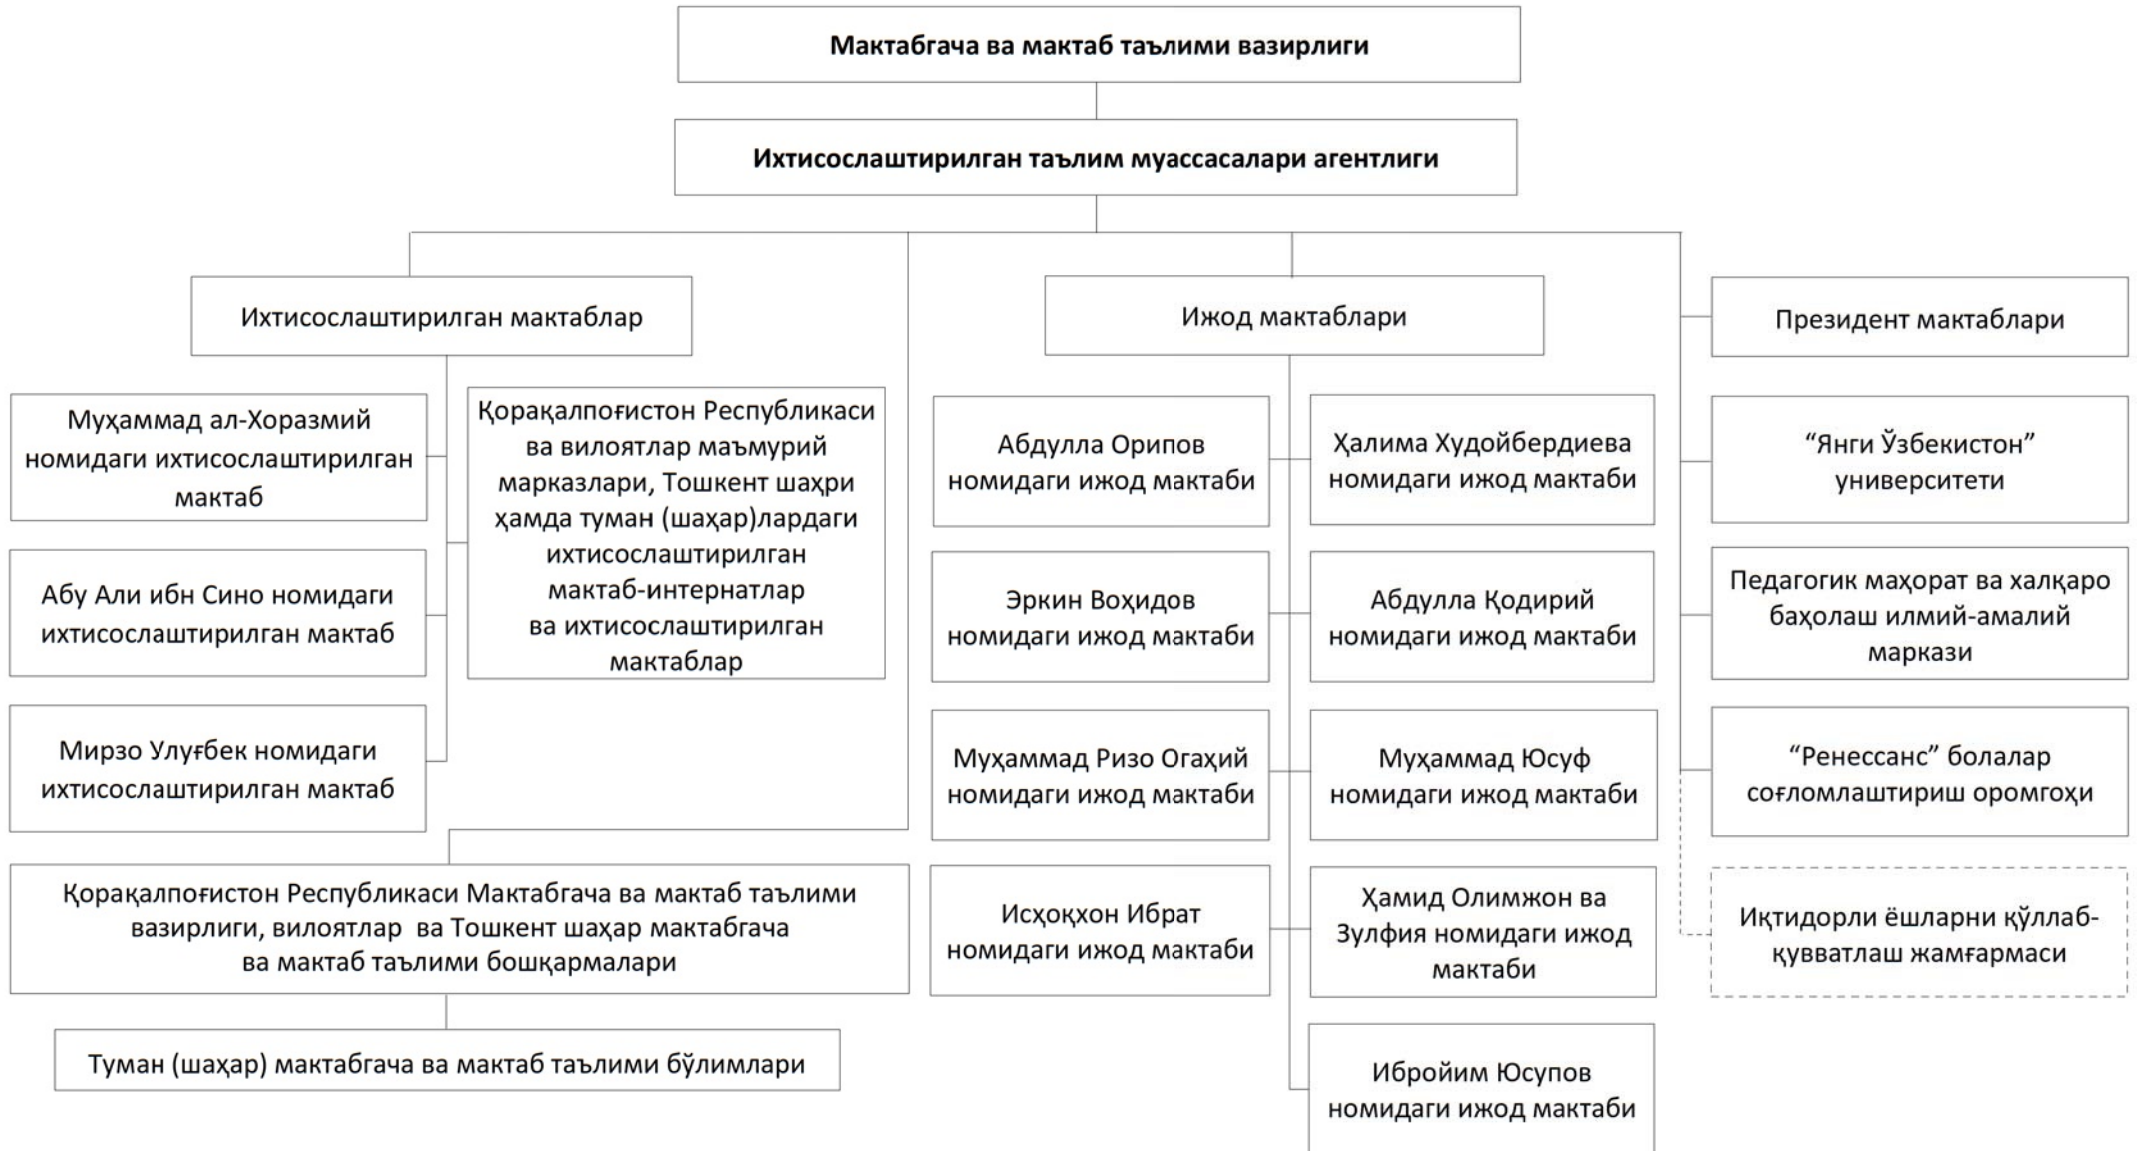 Мактабгача ва мактаб таълими вазирлиги
Ихтисослаштирилган таълим муассасалари агентлиги
Ихтисослаштирилган мактаблар
Муҳаммад ал-Хоразмий
номидаги ихтисослаштирилган
мактаб
Абу Али ибн Сино номидаги
ихтисослаштирилган мактаб
Мирзо Улуғбек номидаги
ихтисослаштирилган мактаб
Қорақалпоғистон Республикаси
ва вилоятлар маъмурий
марказлари, Тошкент шаҳри
ҳамда туман (шаҳар)лардаги
ихтисослаштирилган
мактаб-интернатлар
ва ихтисослаштирилган
мактаблар
Қорақалпоғистон Республикаси Мактабгача ва мактаб таълими
вазирлиги, вилоятлар ва Тошкент шаҳар мактабгача
ва мактаб таълими бошқармалари
Туман (шаҳар) мактабгача ва мактаб таълими бўлимлари
Ижод мактаблари
Абдулла Орипов
номидаги ижод мактаби
Ҳалима Худойбердиева
номидаги ижод мактаби
Эркин Воҳидов
номидаги ижод мактаби
Абдулла Қодирий
номидаги ижод мактаби
Муҳаммад Ризо Огаҳий
номидаги ижод мактаби
Муҳаммад Юсуф
номидаги ижод мактаби
Исҳоқхон Ибрат
номидаги ижод мактаби
Ҳамид Олимжон ва
Зулфия номидаги ижод
мактаби
Ибройим Юсупов
номидаги ижод мактаби
Президент мактаблари
“Янги Ўзбекистон”
университети
Педагогик маҳорат ва халқаро
баҳолаш илмий-амалий
маркази
“Ренессанс” болалар
соғломлаштириш оромгоҳи
Иқтидорли ёшларни қўллаб-
қувватлаш жамғармаси